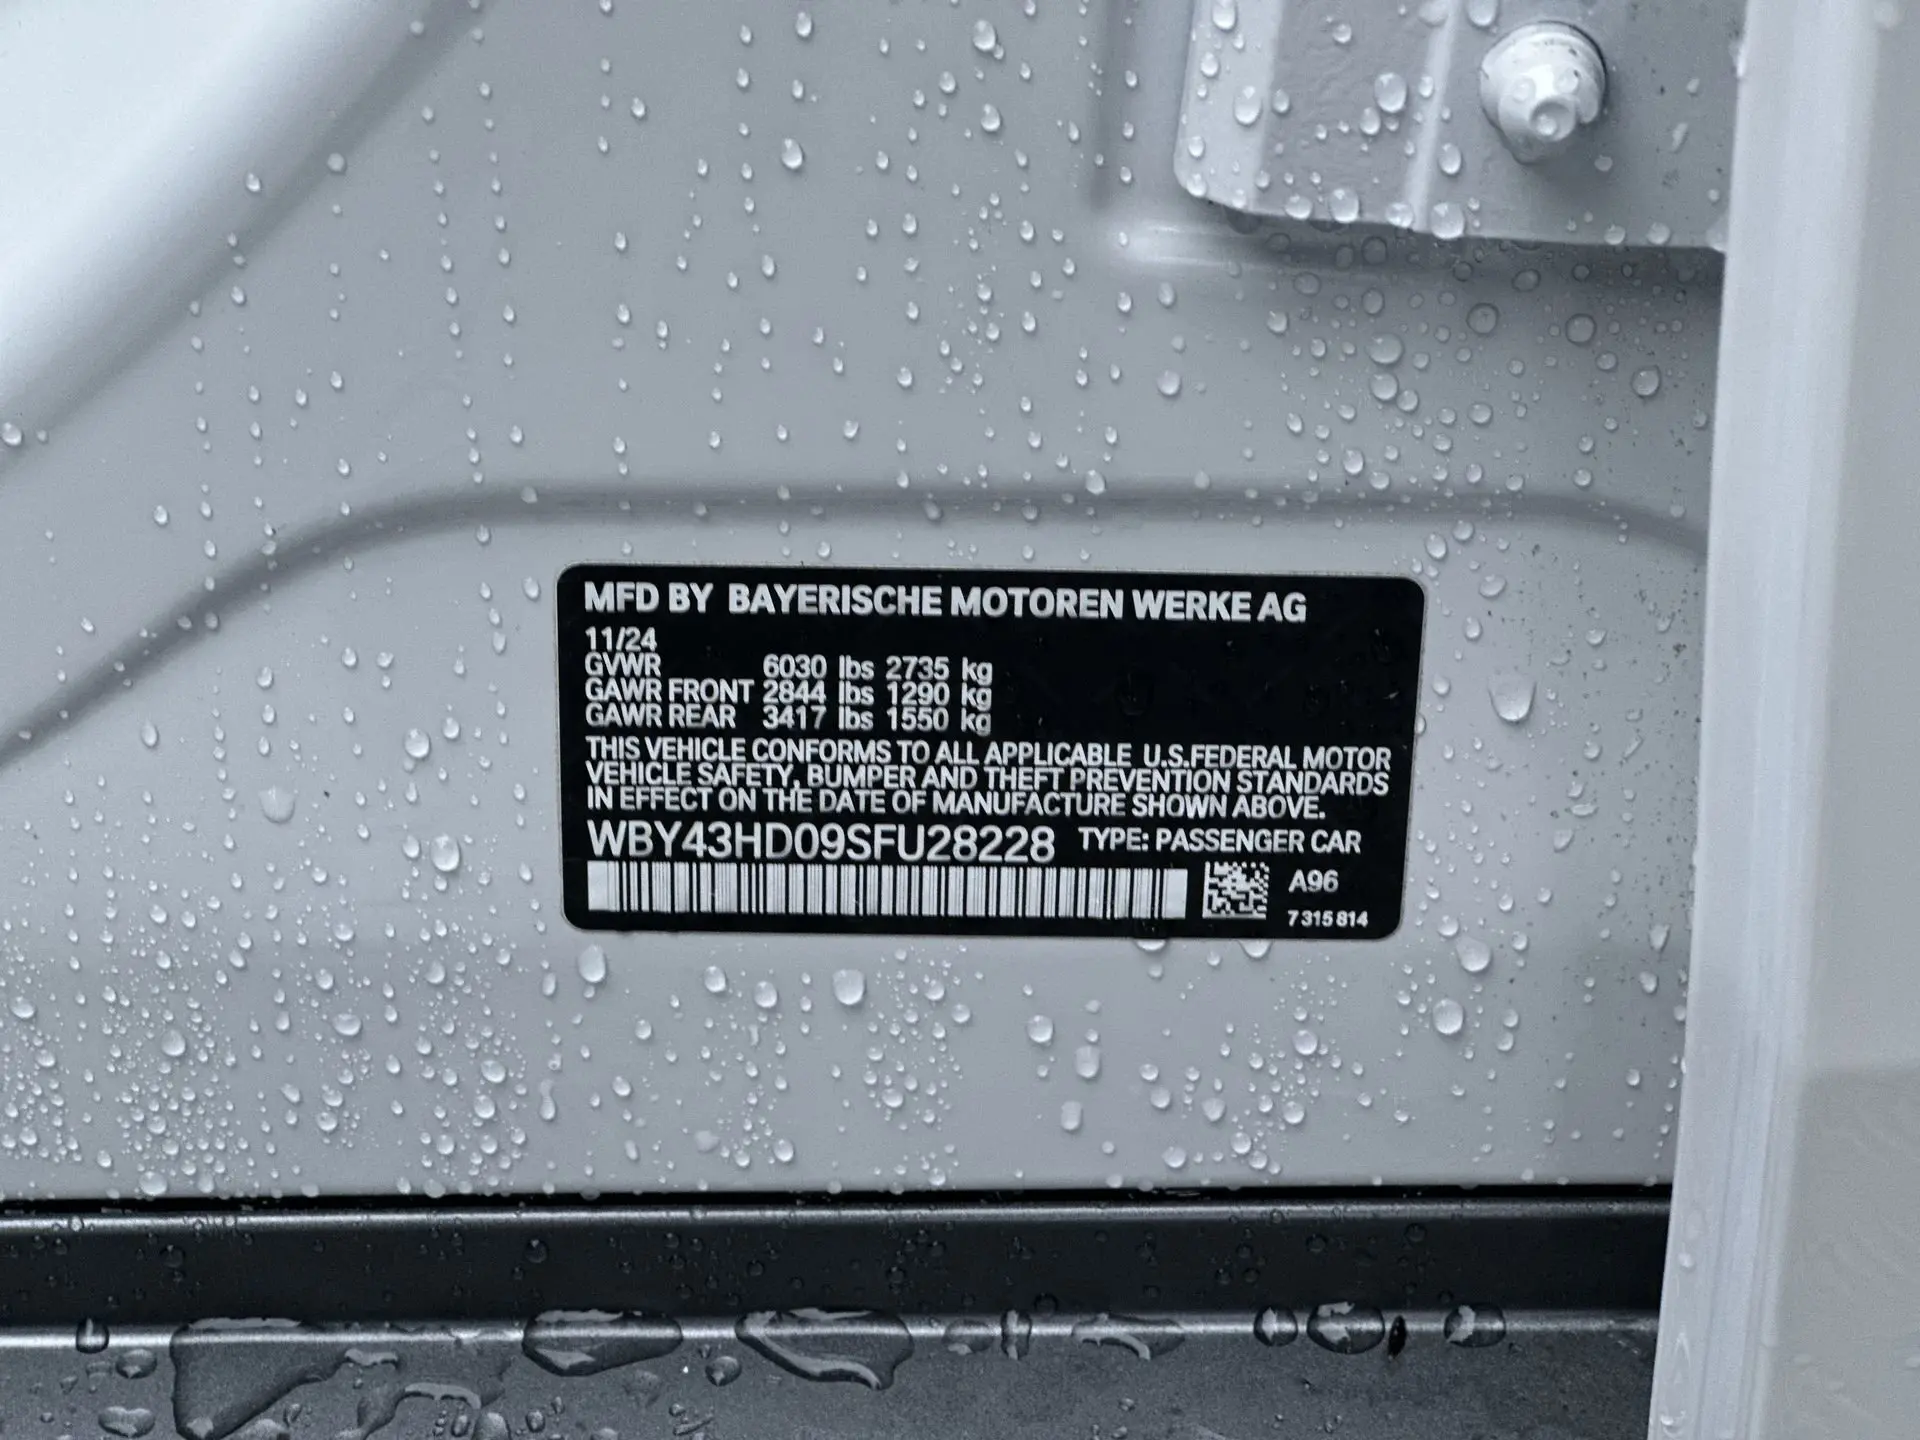 MFD BY BAYERISCHE MOTOREN WERKE AG
11/24
GVWR 6030 lbs 2735 kg
GAWR FRONT 2844 lbs 1290 kg
GAWR REAR 3417 lbs 1550 kg
THIS VEHICLE CONFORMS TO ALL APPLICABLE U.S.FEDERAL MOTOR
VEHICLE SAFETY, BUMPER AND THEFT PREVENTION STANDARDS
IN EFFECT ON THE DATE OF MANUFACTURE SHOWN ABOVE.
WBY43HD09SFU28228 TYPE: PASSENGER CAR
A96
7 315 814